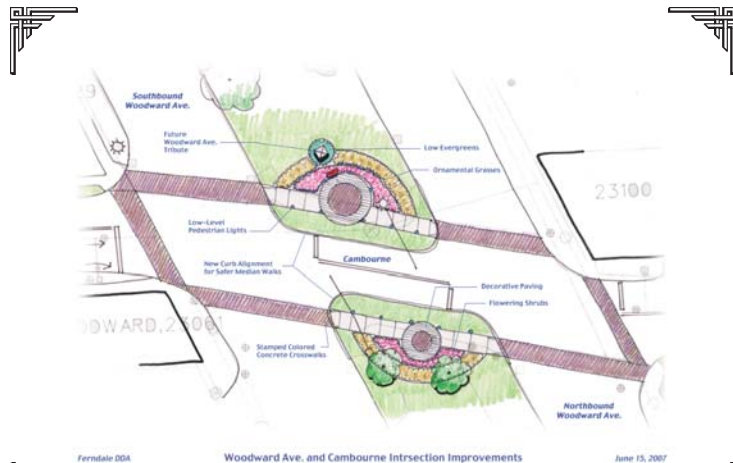 Southbound
Woodward Ave.
Future
Woodward Ave.
Tribute
Low Evergreens
Ornamental Grasses
23100
Low-Level
Pedestrian Lights
New Curb Alignment
for Safer Median Walks
Cambourne
Decorative Paving
Flowering Shrubs
ODWARD, 23001
Stamped Colored
Concrete Crosswalks
Northbound
Woodward Ave.
Ferndale DDA
Woodward Ave. and Cambourne Intrsection Improvements
June 15, 2007